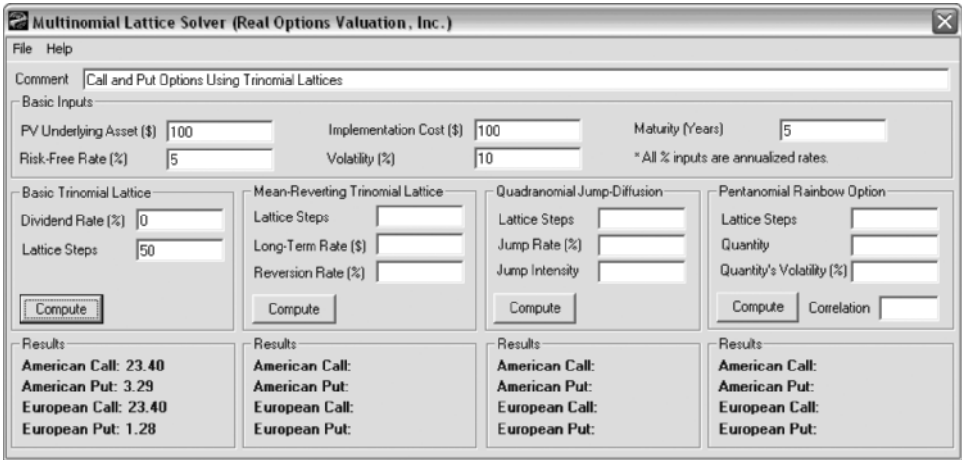 Multinomial Lattice Solver (Real Options Valuation, Inc.)
File Help
Comment Call and Put Options Using Trinomial Lattices
Basic Inputs
PV Underlying Asset ($) 100 Implementation Cost ($) 100 Maturity (Years) 5
Risk-Free Rate (%) 5 Volatility (%) 10 * All % inputs are annualized rates.
Basic Trinomial Lattice
Dividend Rate (%) 0
Lattice Steps 50
Compute
Mean-Reverting Trinomial Lattice
Lattice Steps
Long-Term Rate ($)
Reversion Rate (%)
Compute
Quadranomial Jump-Diffusion
Lattice Steps
Jump Rate (%)
Jump Intensity
Compute
Pentanomial Rainbow Option
Lattice Steps
Quantity
Quantity's Volatility (%)
Compute Correlation
Results
American Call: 23.40
American Put: 3.29
European Call: 23.40
European Put: 1.28
Results
American Call:
American Put:
European Call:
European Put:
Results
American Call:
American Put:
European Call:
European Put:
Results
American Call:
American Put:
European Call:
European Put: